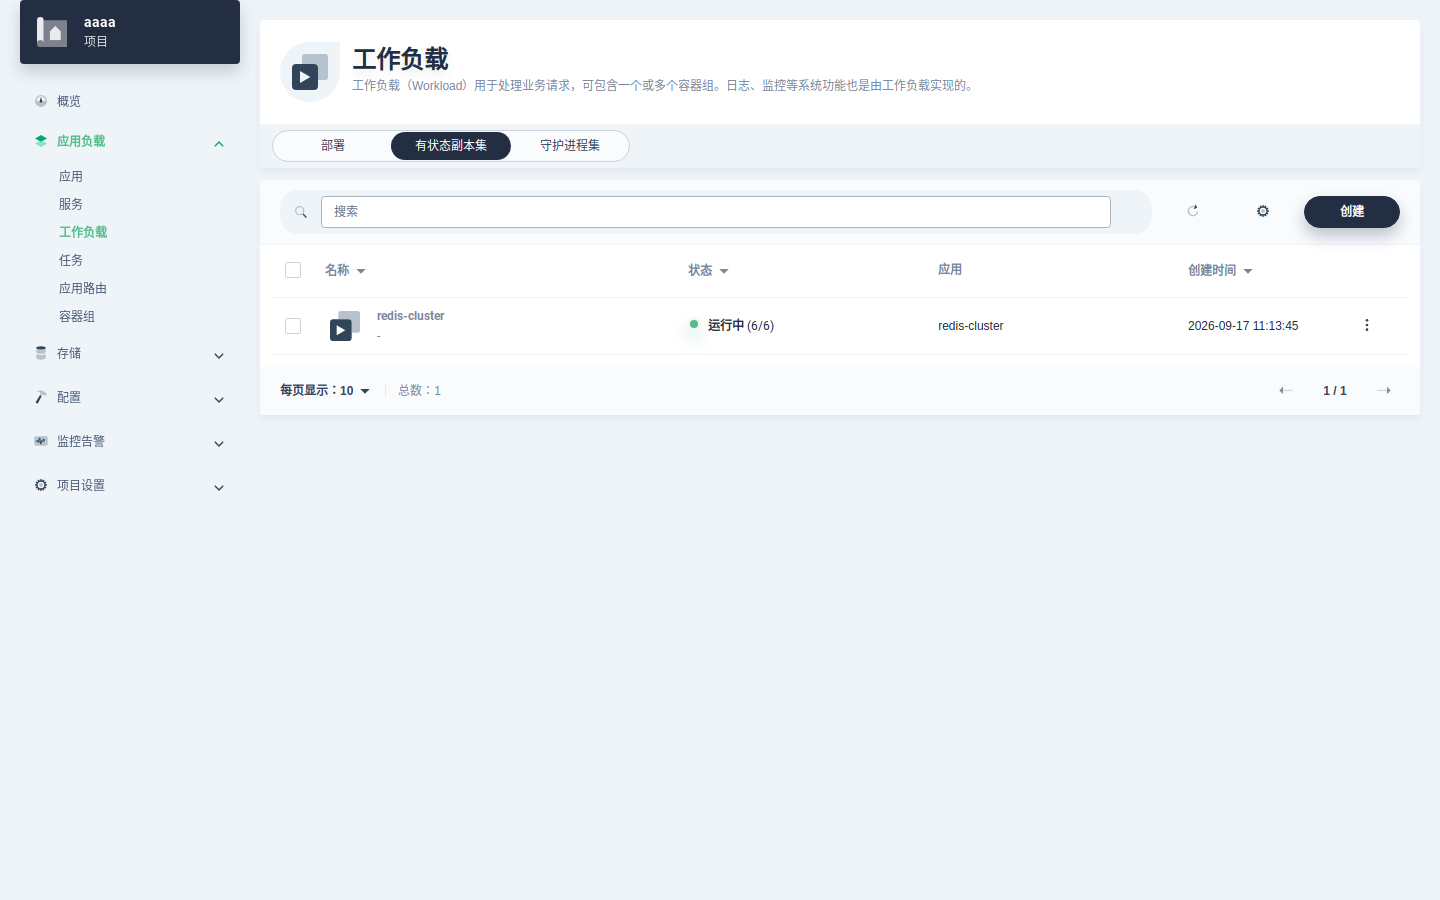 aaaa
项目
概览
应用负载
应用
服务
工作负载
任务
应用路由
容器组
存储
配置
监控告警
项目设置
工作负载
工作负载（Workload）用于处理业务请求，可包含一个或多个容器组。日志、监控等系统功能也是由工作负载实现的。
部署 有状态副本集 守护进程集
搜索
创建
名称 状态 应用 创建时间
redis-cluster 运行中 (6/6) redis-cluster 2026-09-17 11:13:45
-
每页显示：10 总数：1 1 / 1